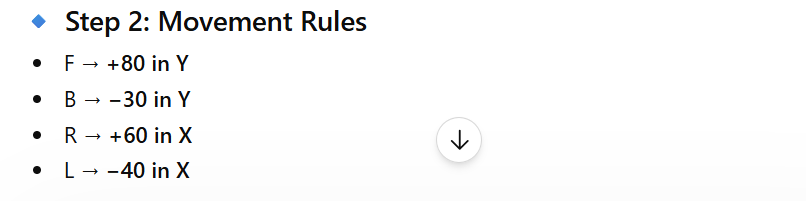 Step 2: Movement Rules
F → +80 in Y
B → −30 in Y
R → +60 in X
L → −40 in X